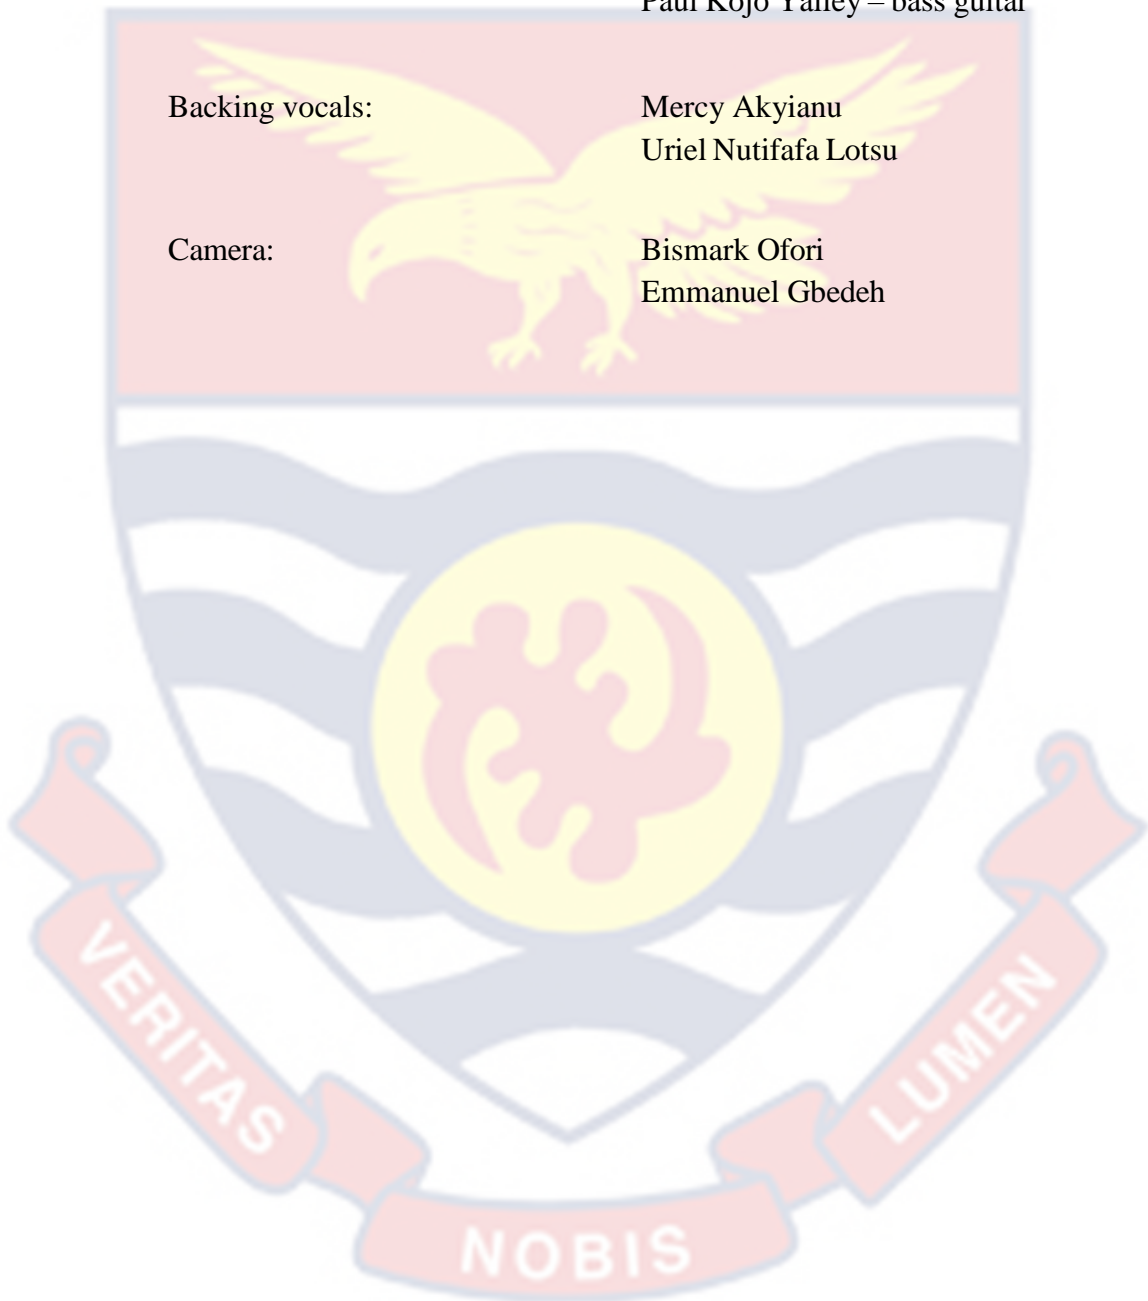 Paul Kojo Yalley – bass guitar
Backing vocals: Mercy Akyianu
Uriel Nutifafa Lotsu
Camera: Bismark Ofori
Emmanuel Gbedeh
VERITAS
NOBIS
LUMEN